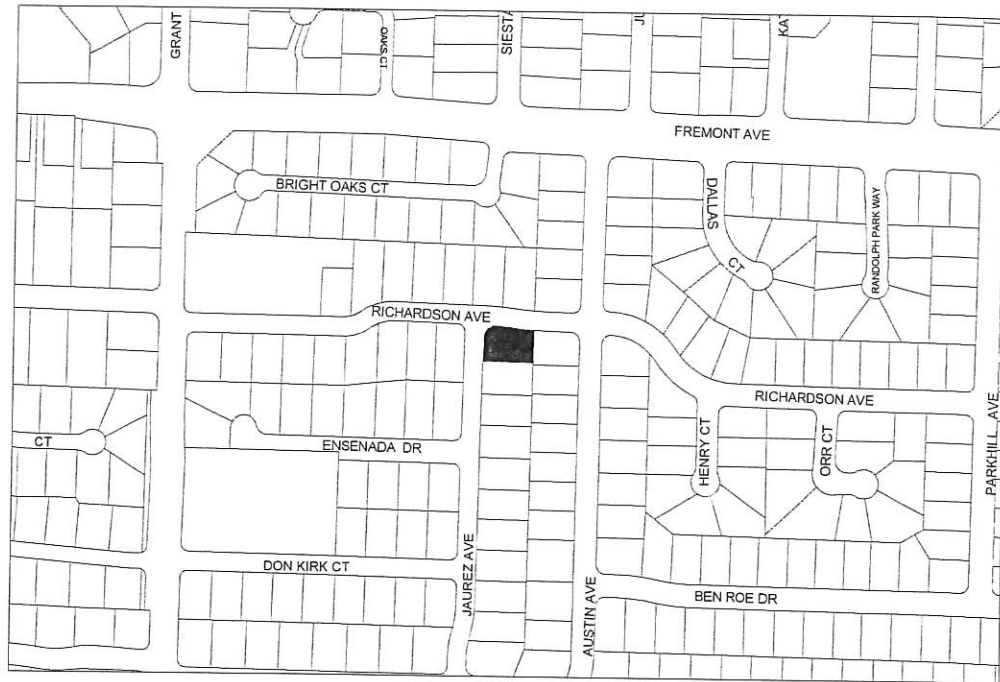 GRANT
OAKS CT
FREMONT AVE
BRIGHT OAKS CT
DALLAS
CT
RANDOLPH PARK WAY
RICHARDSON AVE
RICHARDSON AVE
CT
ENSENADA DR
HENRY CT
ORR CT
PARKHILL AVE
DON KIRK CT
JAUREZ AVE
AUSTIN AVE
BEN ROE DR